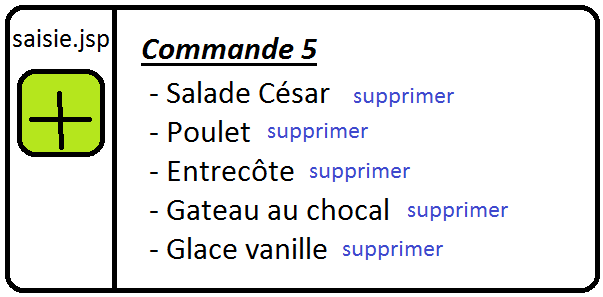 saisie.jsp
Commande 5
- Salade César supprimer
- Poulet supprimer
- Entrecôte supprimer
- Gateau au chocal supprimer
- Glace vanille supprimer